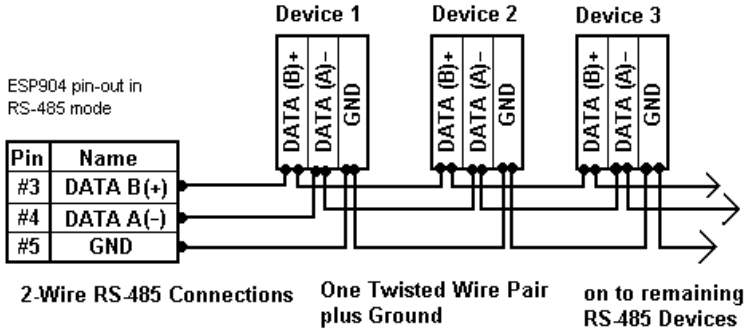 Device 1 Device 2 Device 3
DATA (B)+ DATA (A)− GND DATA (B)+ DATA (A)− GND DATA (B)+ DATA (A)− GND
ESP904 pin-out in
RS-485 mode
Pin Name
#3 DATA B(+)
#4 DATA A(−)
#5 GND
2-Wire RS-485 Connections
One Twisted Wire Pair
plus Ground
on to remaining
RS-485 Devices